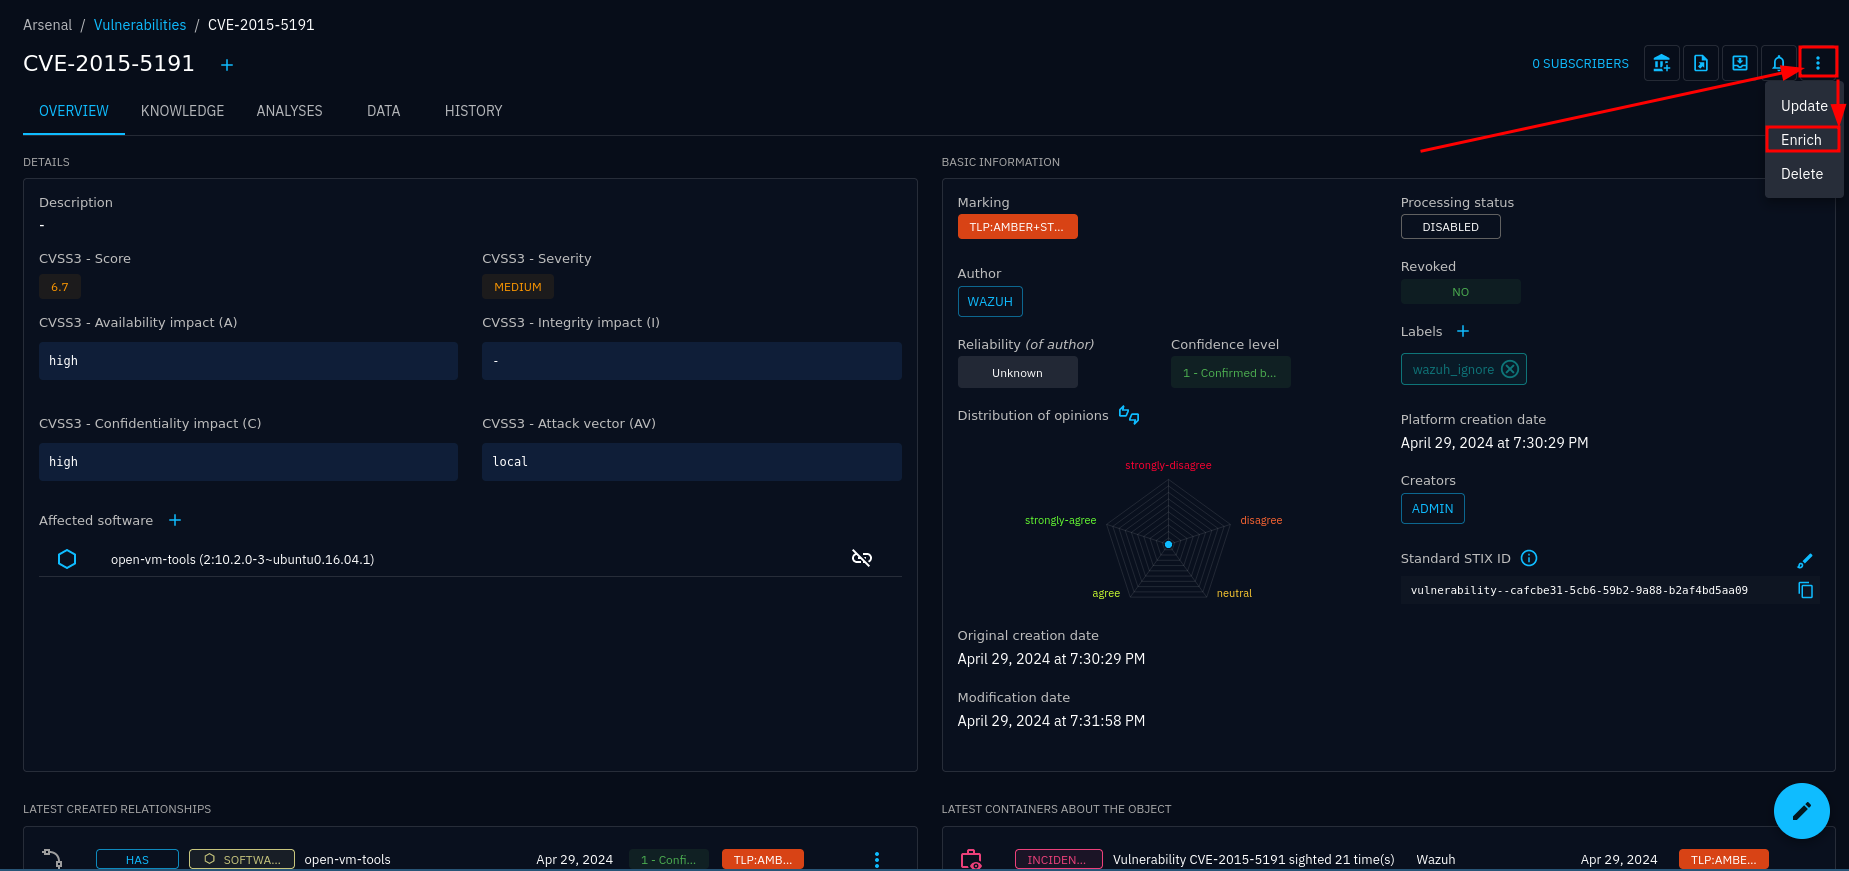 Arsenal / Vulnerabilities / CVE-2015-5191
CVE-2015-5191 +
0 SUBSCRIBERS
Update
Enrich
Delete
OVERVIEW KNOWLEDGE ANALYSES DATA HISTORY
DETAILS
Description
-
CVSS3 - Score CVSS3 - Severity
6.7 MEDIUM
CVSS3 - Availability impact (A) CVSS3 - Integrity impact (I)
high -
CVSS3 - Confidentiality impact (C) CVSS3 - Attack vector (AV)
high local
Affected software +
open-vm-tools (2:10.2.0-3~ubuntu0.16.04.1)
BASIC INFORMATION
Marking
TLP:AMBER+ST...
Author
WAZUH
Reliability (of author) Confidence level
Unknown 1 - Confirmed b...
Distribution of opinions
strongly-disagree
strongly-agree disagree
agree neutral
Original creation date
April 29, 2024 at 7:30:29 PM
Modification date
April 29, 2024 at 7:31:58 PM
Processing status
DISABLED
Revoked
NO
Labels +
wazuh_ignore
Platform creation date
April 29, 2024 at 7:30:29 PM
Creators
ADMIN
Standard STIX ID
vulnerability--cafcbe31-5cb6-59b2-9a88-b2af4bd5aa09
LATEST CREATED RELATIONSHIPS
HAS SOFTWA... open-vm-tools Apr 29, 2024 1 - Confi... TLP:AMB...
LATEST CONTAINERS ABOUT THE OBJECT
INCIDEN... Vulnerability CVE-2015-5191 sighted 21 time(s) Wazuh Apr 29, 2024 TLP:AMBE...